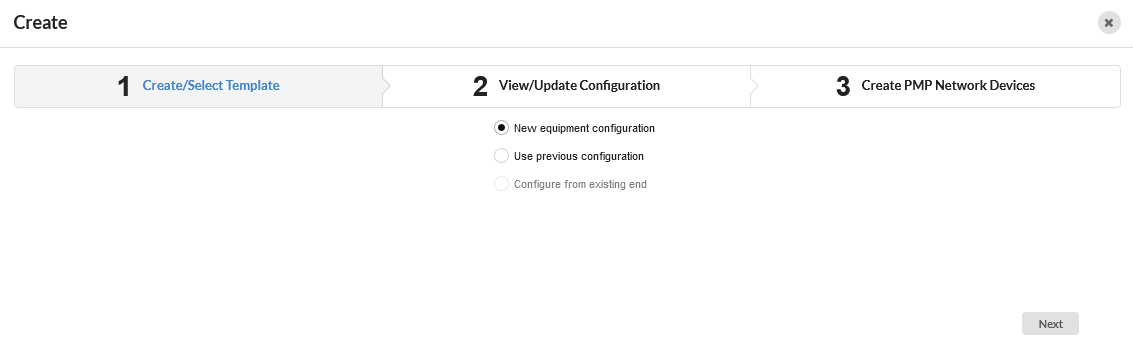 Create
1 Create/Select Template
2 View/Update Configuration
3 Create PMP Network Devices
New equipment configuration
Use previous configuration
Configure from existing end
Next